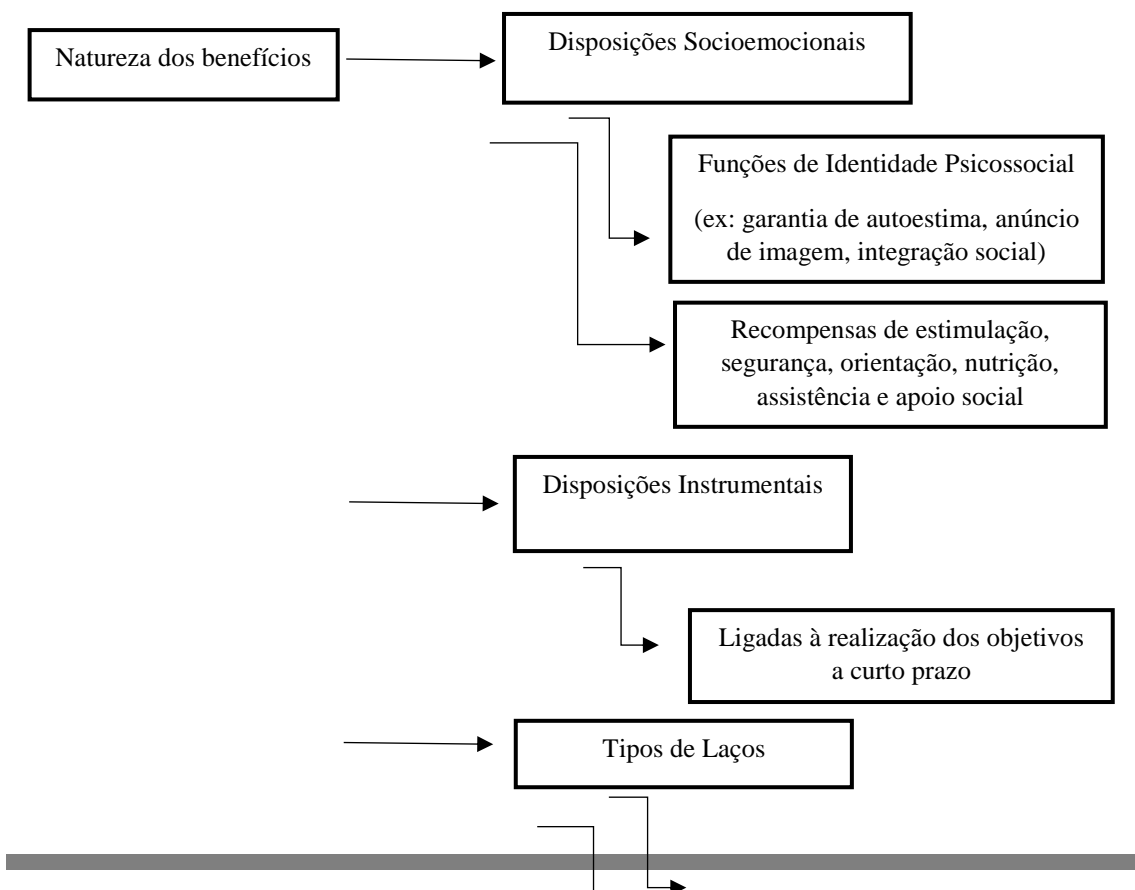 Natureza dos benefícios
Disposições Socioemocionais
Funções de Identidade Psicossocial
(ex: garantia de autoestima, anúncio
de imagem, integração social)
Recompensas de estimulação,
segurança, orientação, nutrição,
assistência e apoio social
Disposições Instrumentais
Ligadas à realização dos objetivos
a curto prazo
Tipos de Laços